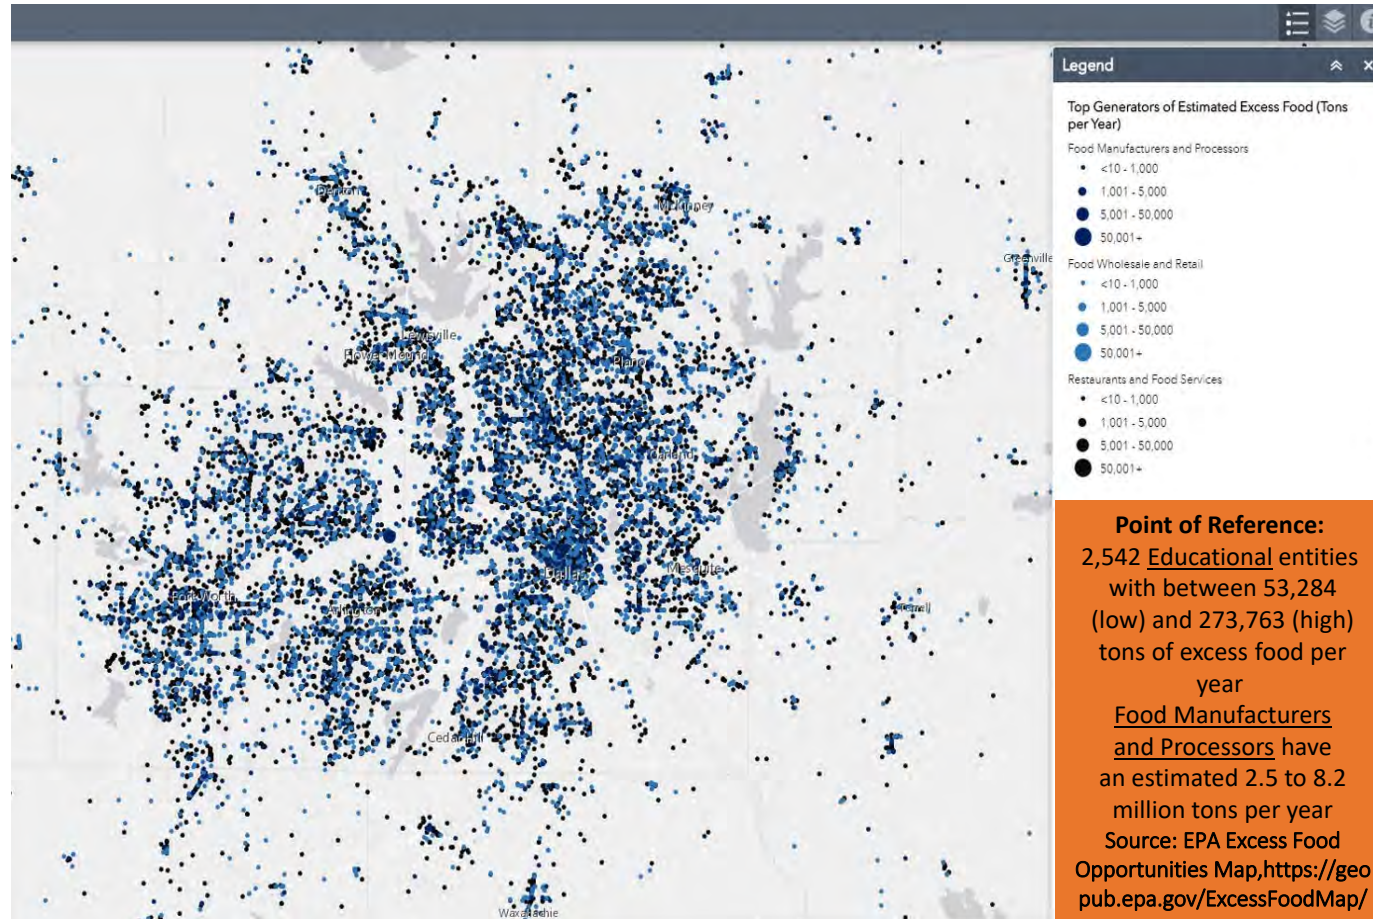 Legend
Top Generators of Estimated Excess Food (Tons
per Year)
Food Manufacturers and Processors
<10 - 1,000
1,001 - 5,000
5,001 - 50,000
50,001+
Food Wholesale and Retail
<10 - 1,000
1,001 - 5,000
5,001 - 50,000
50,001+
Restaurants and Food Services
<10 - 1,000
1,001 - 5,000
5,001 - 50,000
50,001+
Point of Reference:
2,542 Educational entities
with between 53,284
(low) and 273,763 (high)
tons of excess food per
year
Food Manufacturers
and Processors have
an estimated 2.5 to 8.2
million tons per year
Source: EPA Excess Food
Opportunities Map,https://geo
pub.epa.gov/ExcessFoodMap/
Denton
McKinney
Greenville
Lewisville
Flower Mound
Plano
Garland
Dallas
Mesquite
Fort Worth
Arlington
Terrell
Cedar Hill
Waxahachie